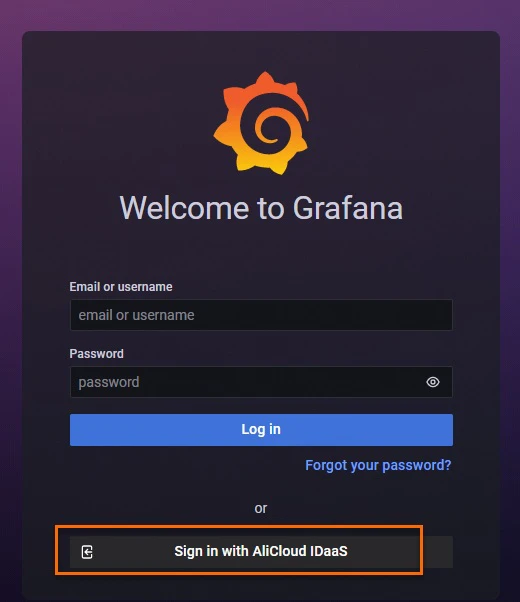 Welcome to Grafana
Email or username
email or username
Password
password
Log in
Forgot your password?
or
Sign in with AliCloud IDaaS